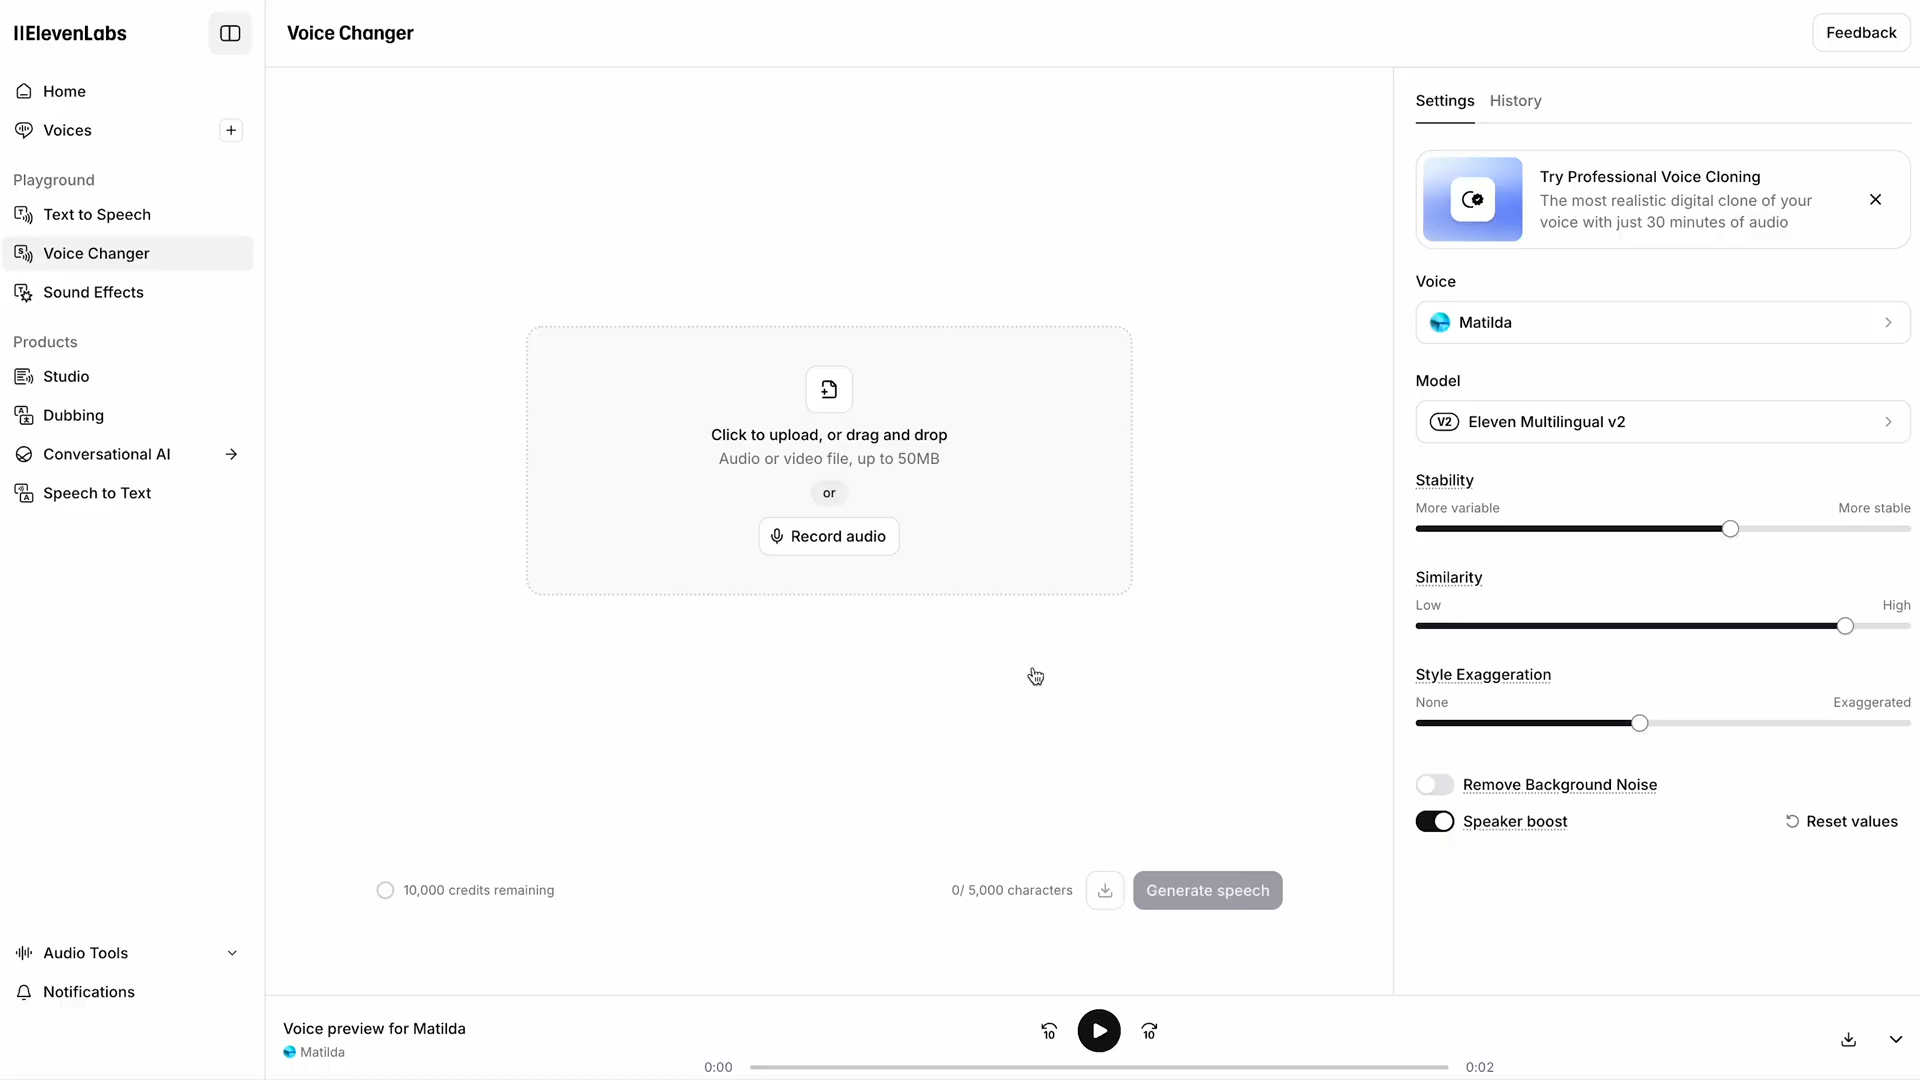 IIElevenLabs
Home
Voices
Playground
Text to Speech
Voice Changer
Sound Effects
Products
Studio
Dubbing
Conversational AI
Speech to Text
Audio Tools
Notifications
Voice Changer
Feedback
Click to upload, or drag and drop
Audio or video file, up to 50MB
or
Record audio
10,000 credits remaining
0/ 5,000 characters
Generate speech
Settings
History
Try Professional Voice Cloning
The most realistic digital clone of your
voice with just 30 minutes of audio
Voice
Matilda
Model
V2 Eleven Multilingual v2
Stability
More variable
More stable
Similarity
Low
High
Style Exaggeration
None
Exaggerated
Remove Background Noise
Speaker boost
Reset values
Voice preview for Matilda
Matilda
10
10
0:00
0:02